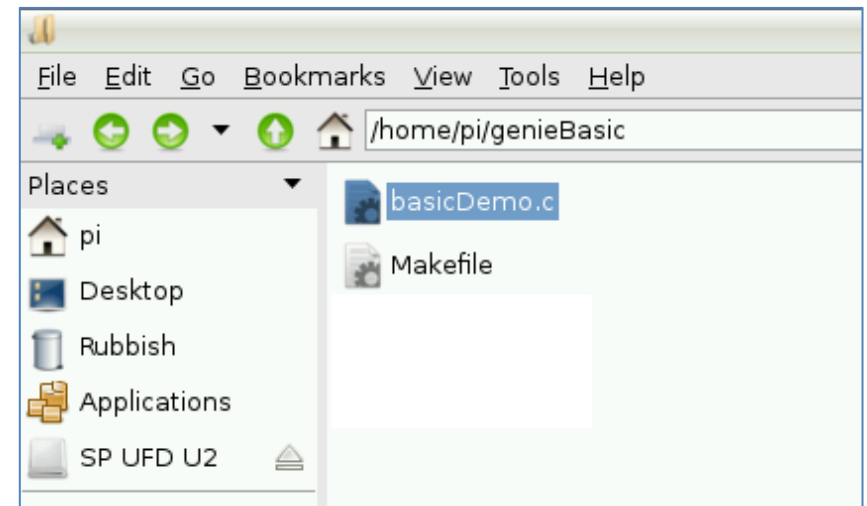 File Edit Go Bookmarks View Tools Help
/home/pi/genieBasic
Places
pi
Desktop
Rubbish
Applications
SP UFD U2
basicDemo.c
Makefile